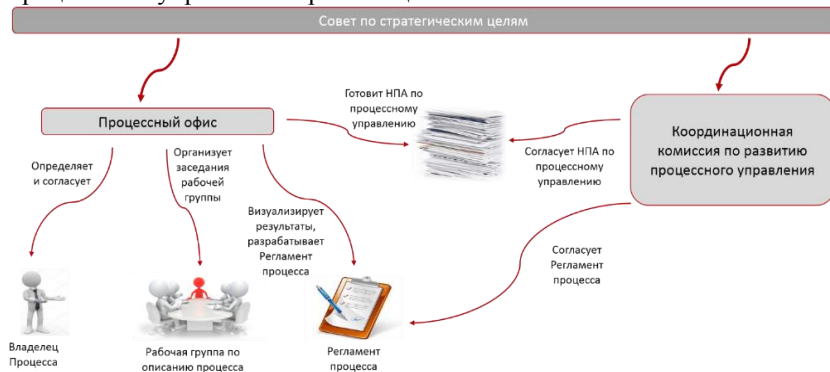 Совет по стратегическим целям
Готовит НПА по
процессному
управлению
Процессный офис
Координационная
комиссия по развитию
процессного управления
Согласует НПА по
процессному
управлению
Определяет
и согласует
Организует
заседания
рабочей
группы
Визуализирует
результаты,
разрабатывает
Регламент
процесса
Согласует
Регламент
процесса
Владелец
Процесса
Рабочая группа по
описанию процесса
Регламент
процесса